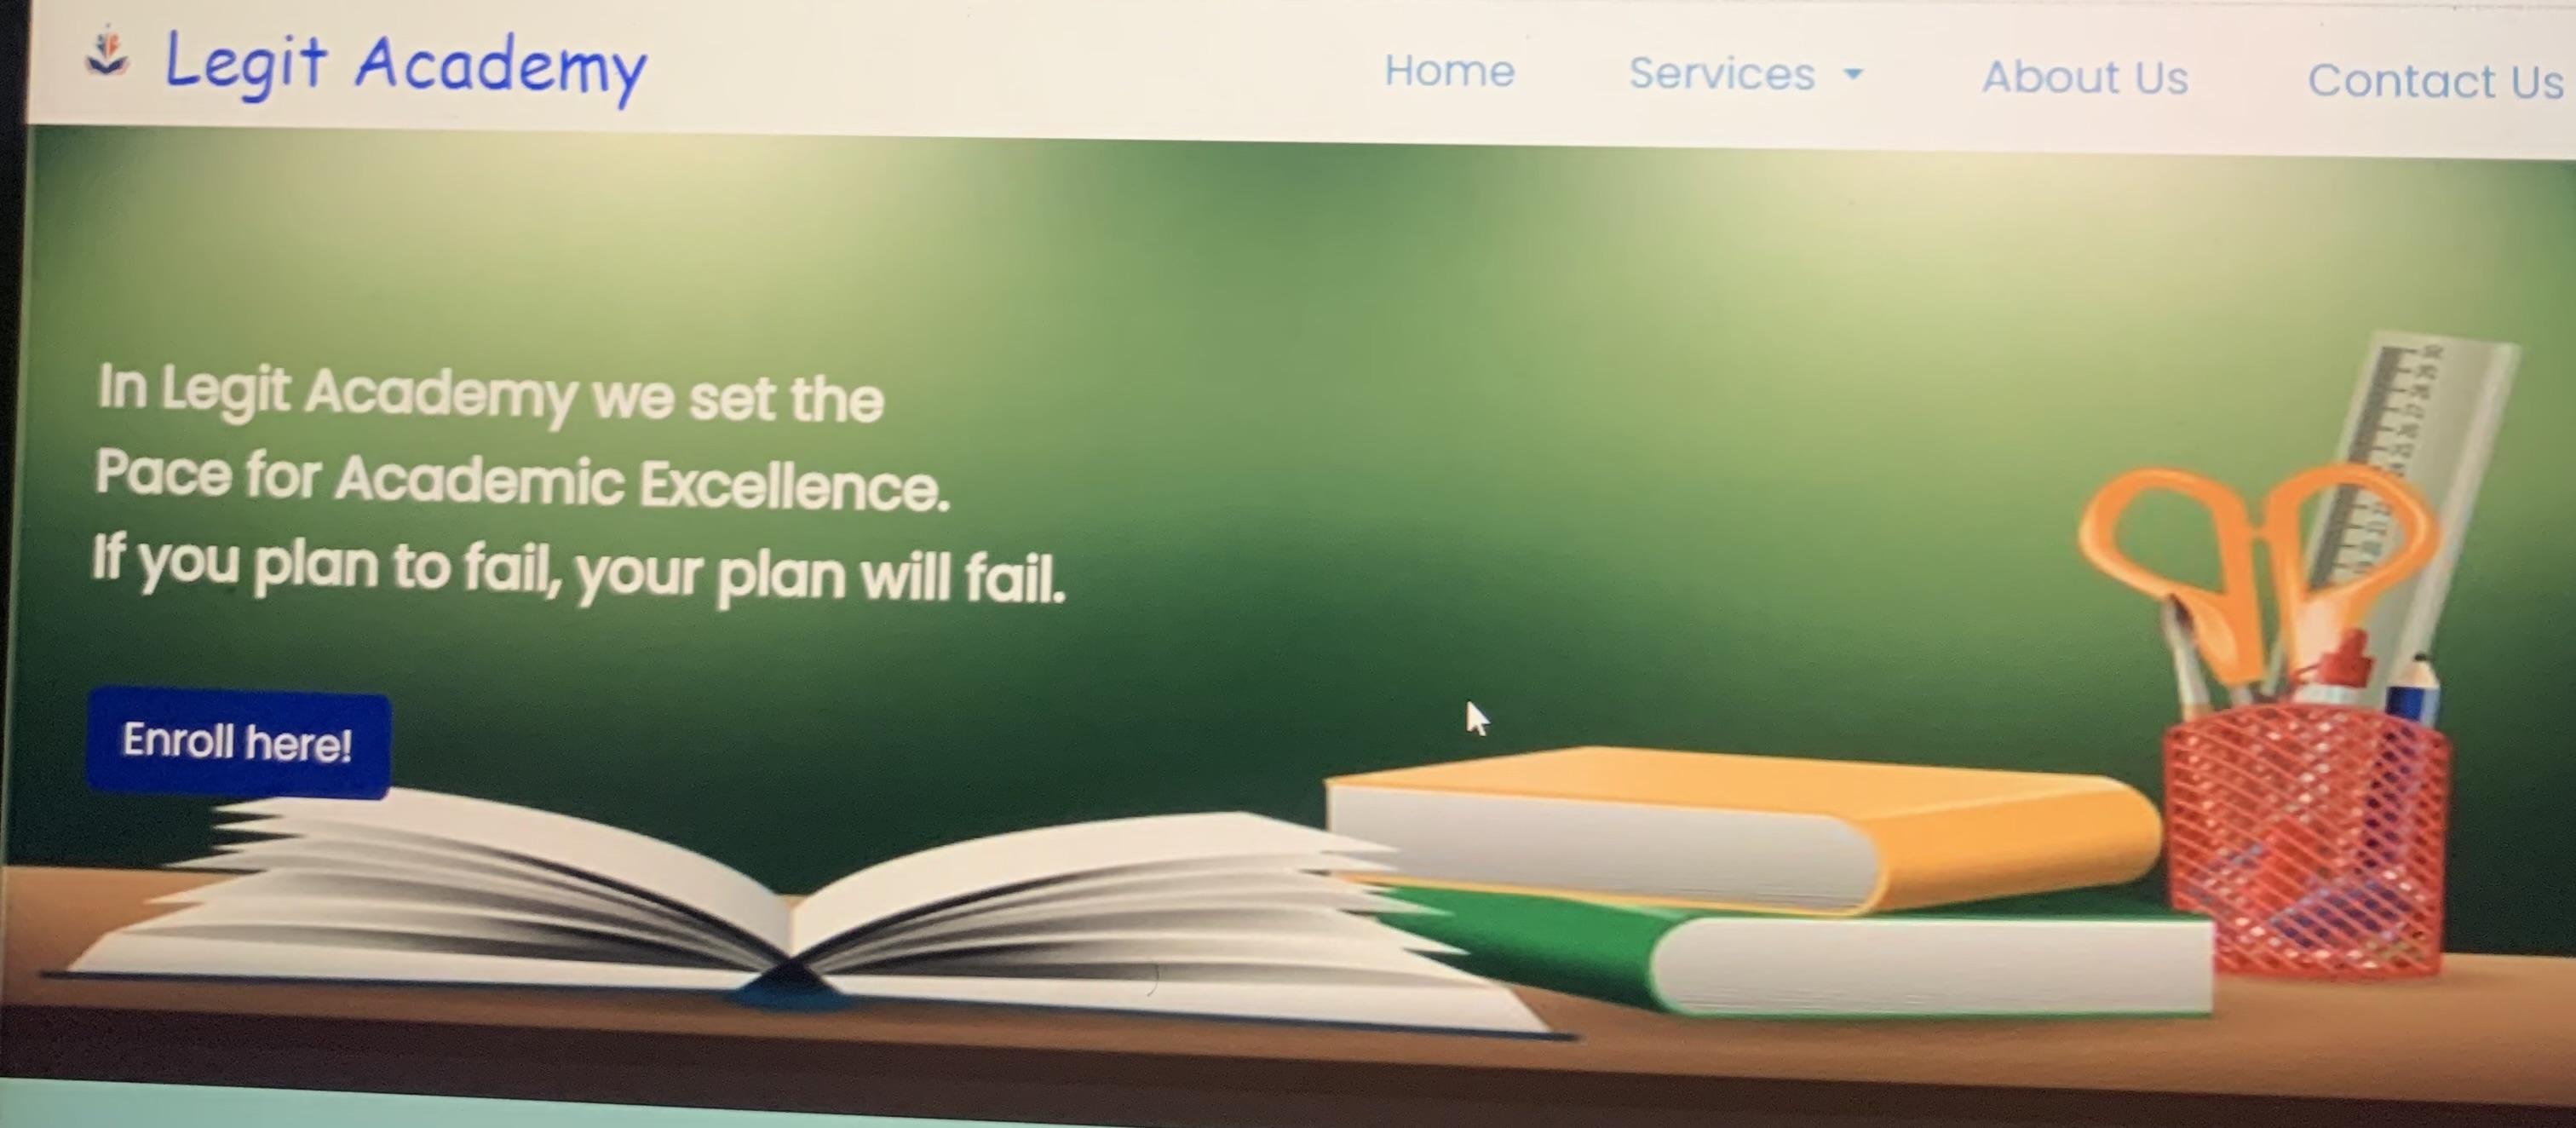 Legit Academy
Home Services About Us Contact Us
In Legit Academy we set the
Pace for Academic Excellence.
If you plan to fail, your plan will fail.
Enroll here!